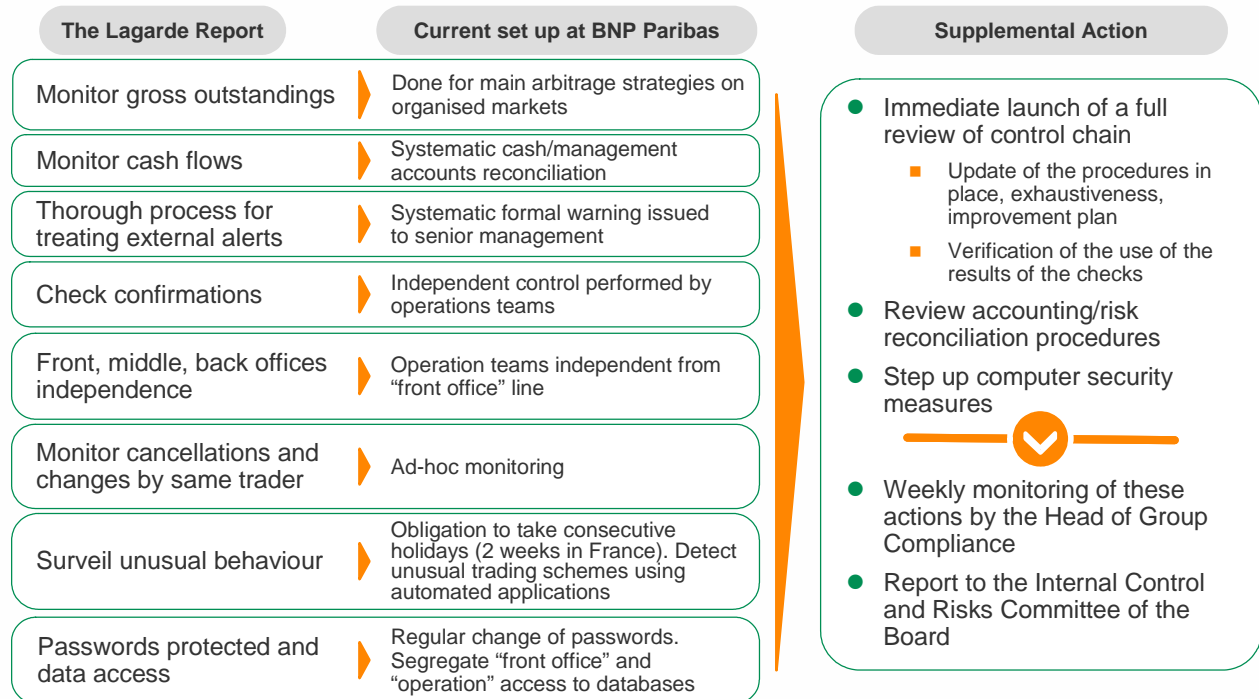 The Lagarde Report
Current set up at BNP Paribas
Supplemental Action
Monitor gross outstandings
Done for main arbitrage strategies on
organised markets
Monitor cash flows
Systematic cash/management
accounts reconciliation
Thorough process for
treating external alerts
Systematic formal warning issued
to senior management
Check confirmations
Independent control performed by
operations teams
Front, middle, back offices
independence
Operation teams independent from
“front office” line
Monitor cancellations and
changes by same trader
Ad-hoc monitoring
Surveil unusual behaviour
Obligation to take consecutive
holidays (2 weeks in France). Detect
unusual trading schemes using
automated applications
Passwords protected and
data access
Regular change of passwords.
Segregate “front office” and
“operation” access to databases
Immediate launch of a full
review of control chain
Update of the procedures in
place, exhaustiveness,
improvement plan
Verification of the use of the
results of the checks
Review accounting/risk
reconciliation procedures
Step up computer security
measures
Weekly monitoring of these
actions by the Head of Group
Compliance
Report to the Internal Control
and Risks Committee of the
Board